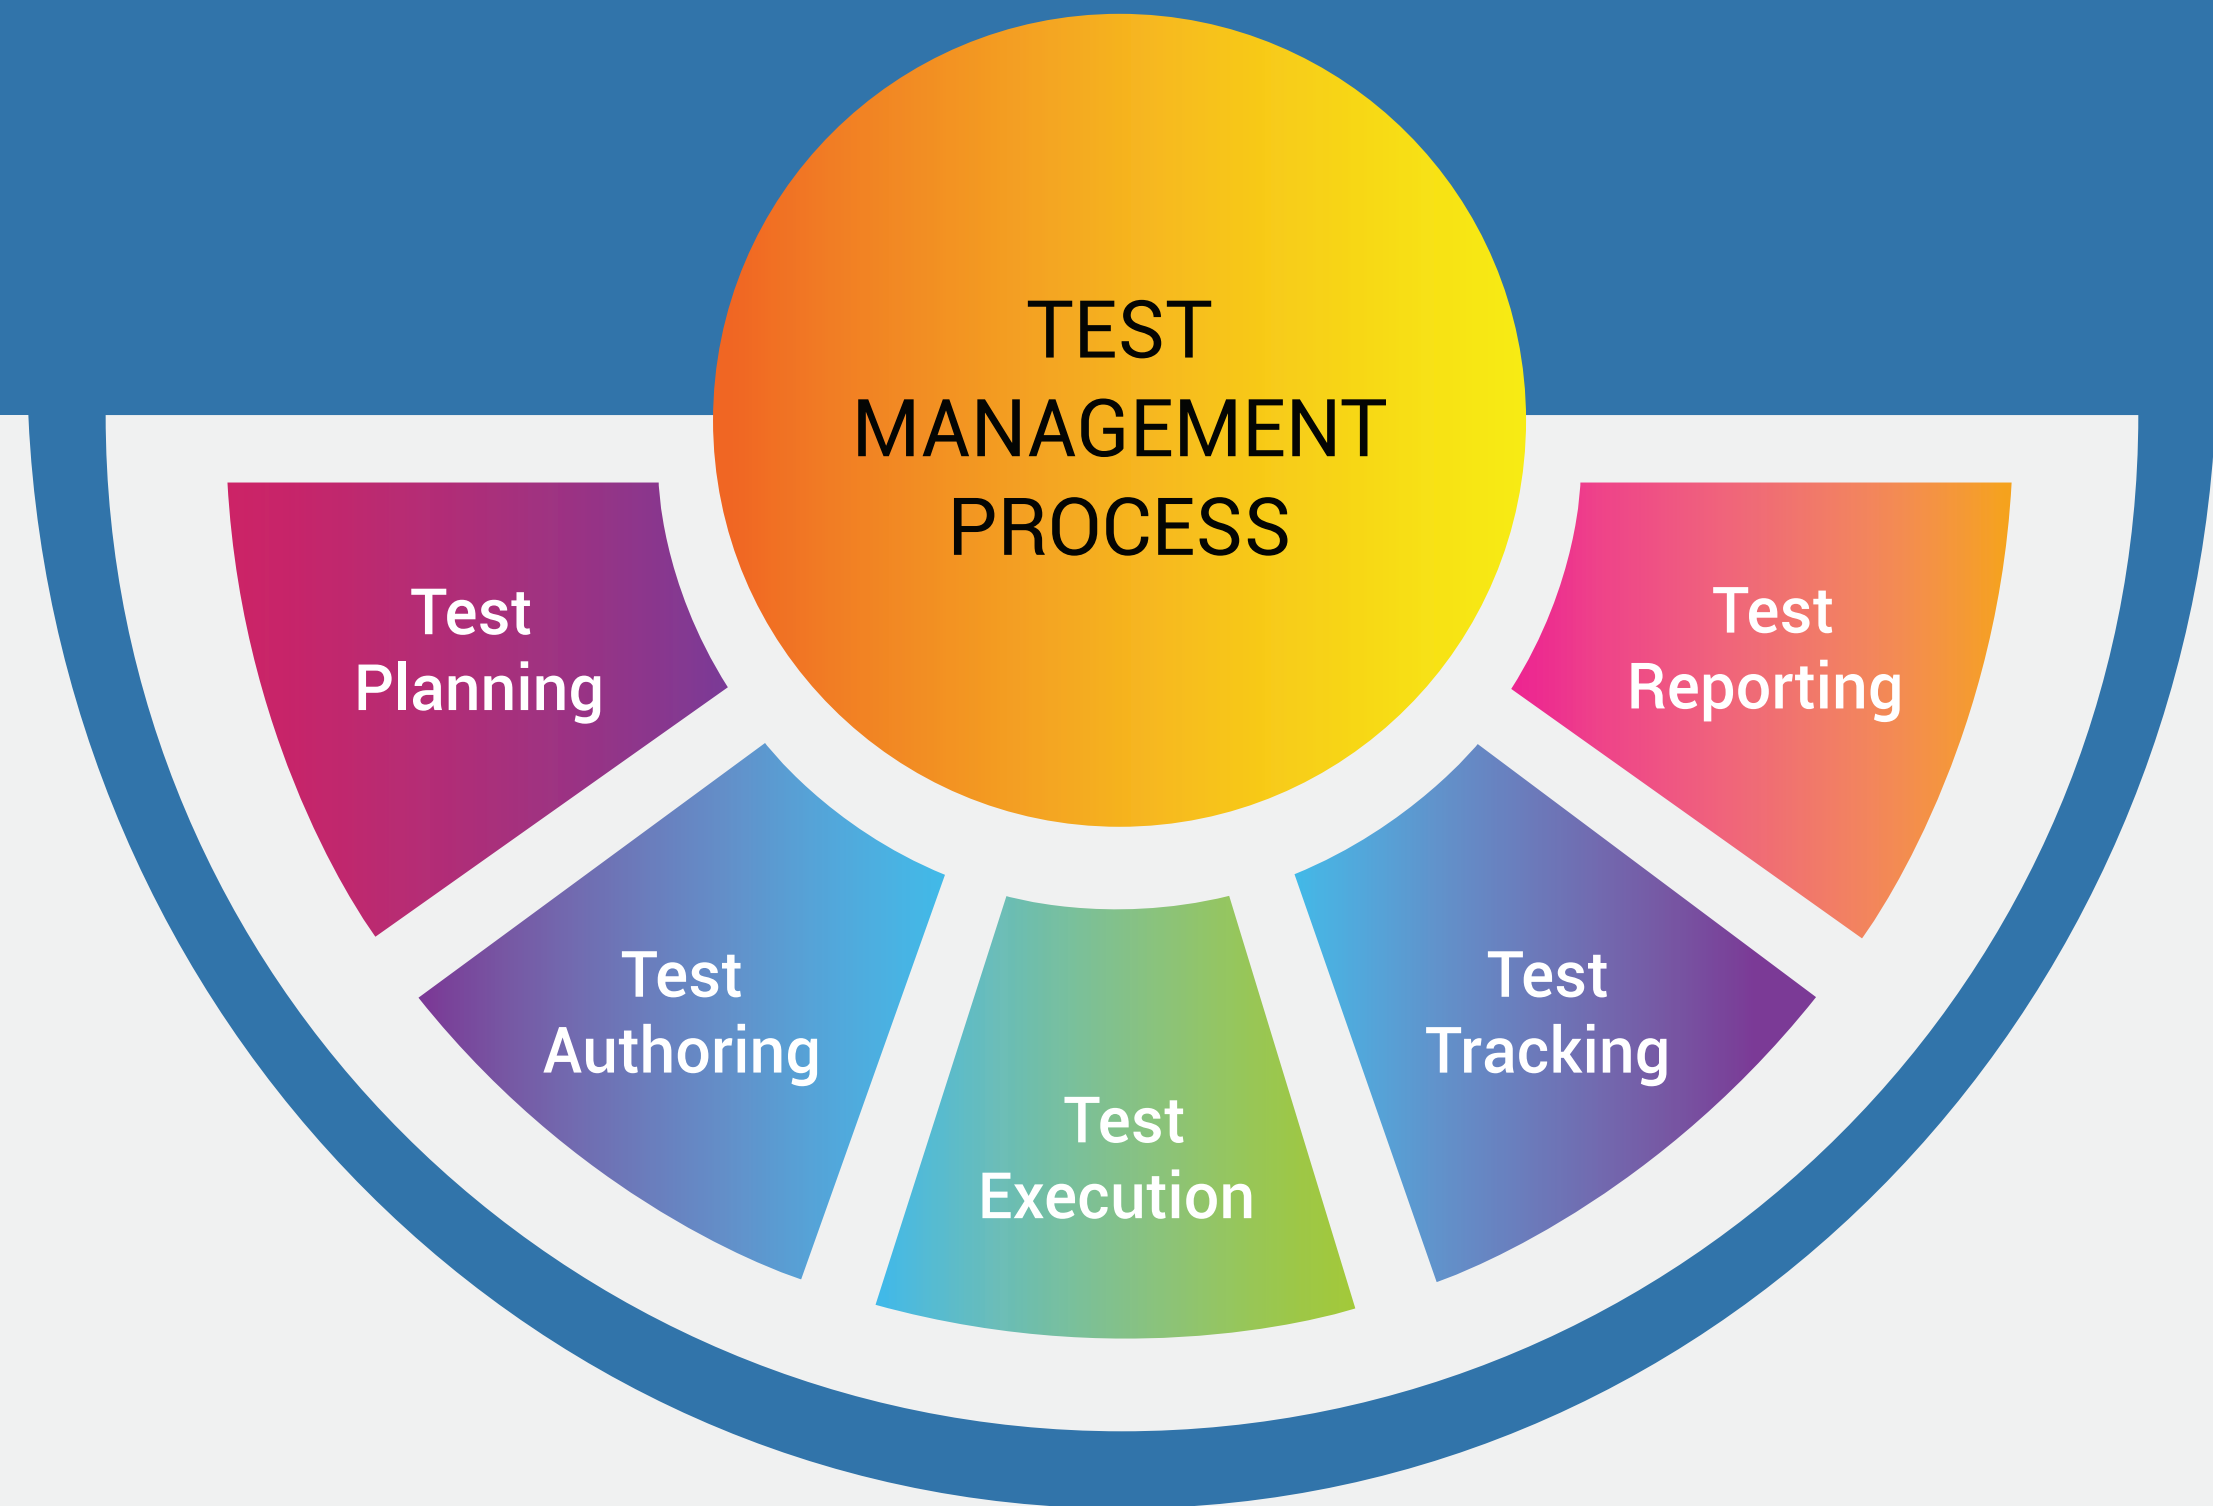 TEST
MANAGEMENT
PROCESS
Test
Planning
Test
Authoring
Test
Execution
Test
Tracking
Test
Reporting